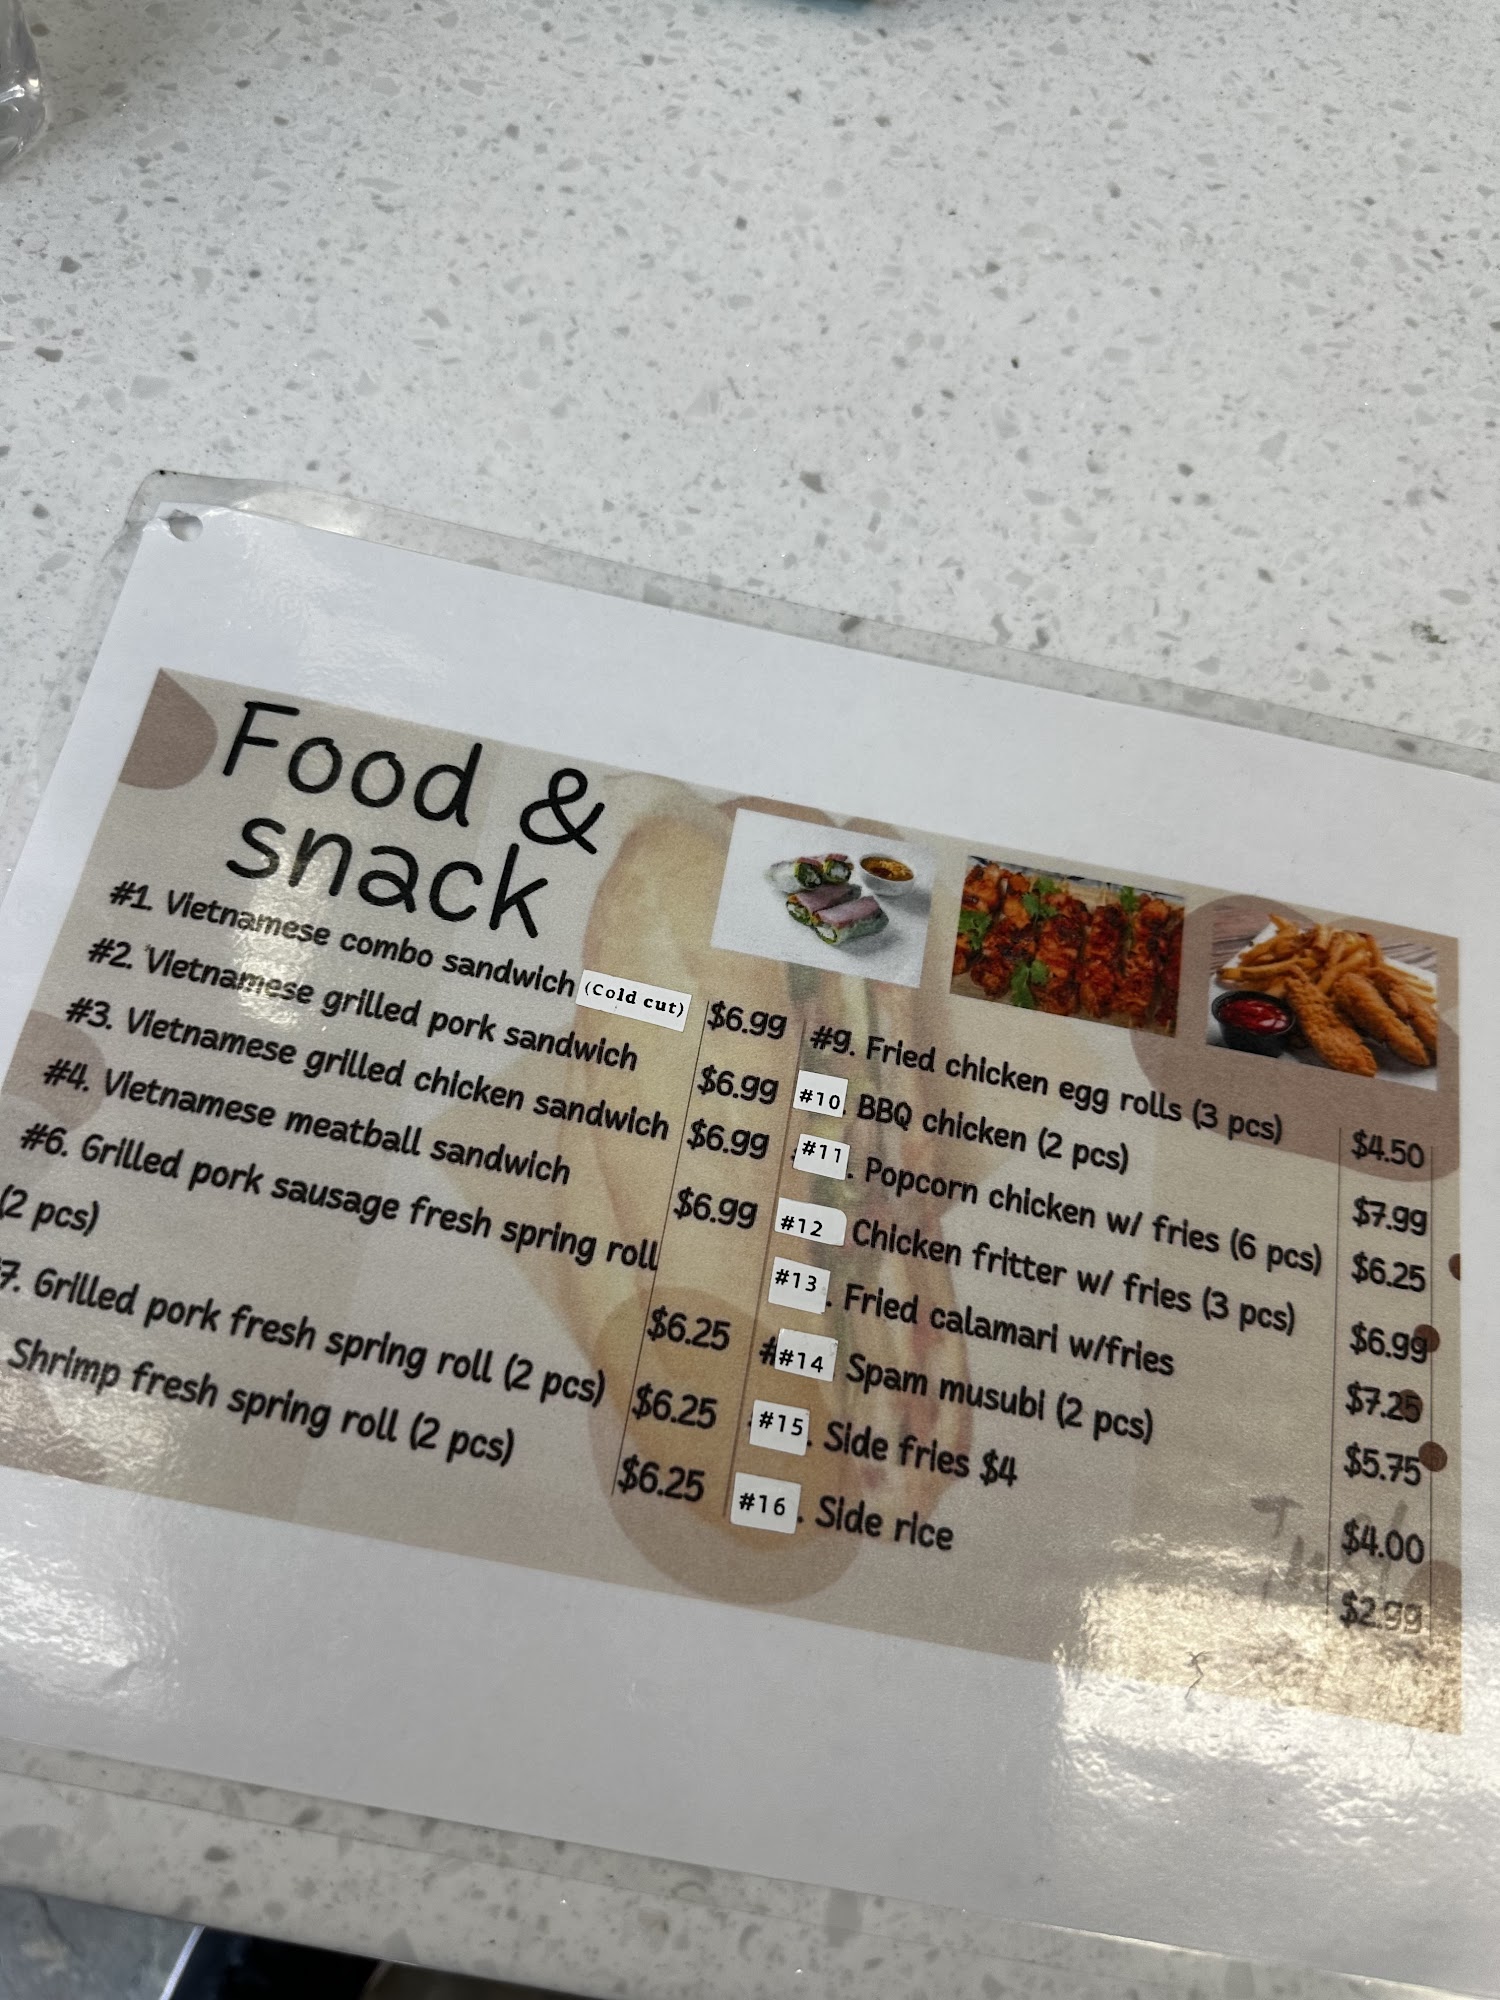 Food &
snack
#1. Vietnamese combo sandwich (Cold cut) $6.99
#2. Vietnamese grilled pork sandwich $6.99
#3. Vietnamese grilled chicken sandwich $6.99
#4. Vietnamese meatball sandwich $6.99
#6. Grilled pork sausage fresh spring roll
(2 pcs) $6.25
7. Grilled pork fresh spring roll (2 pcs) $6.25
Shrimp fresh spring roll (2 pcs) $6.25
#9. Fried chicken egg rolls (3 pcs) $4.50
#10. BBQ chicken (2 pcs) $7.99
#11. Popcorn chicken w/ fries (6 pcs) $6.25
#12 Chicken fritter w/ fries (3 pcs) $6.99
#13. Fried calamari w/fries $7.25
##14 Spam musubi (2 pcs) $5.75
#15. Side fries $4 $4.00
#16. Side rice $2.99